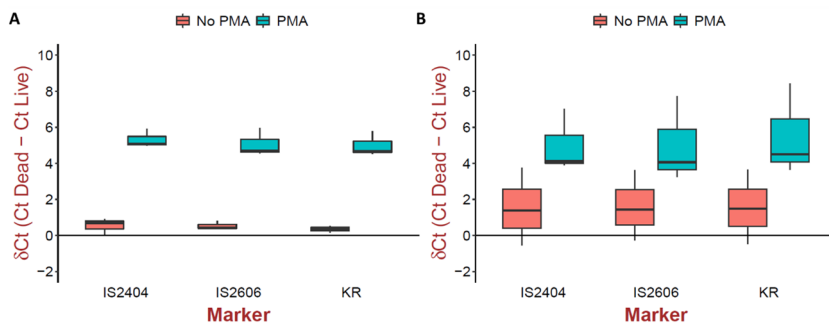 A
No PMA PMA
δCt (Ct Dead − Ct Live)
10
8
6
4
2
0
−2
IS2404 IS2606 KR
Marker
B
No PMA PMA
δCt (Ct Dead − Ct Live)
10
8
6
4
2
0
−2
IS2404 IS2606 KR
Marker